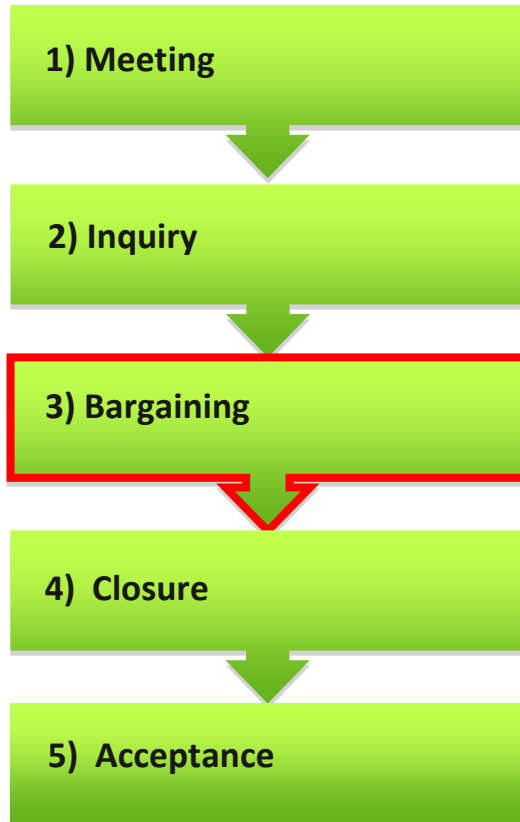 1) Meeting
2) Inquiry
3) Bargaining
4) Closure
5) Acceptance